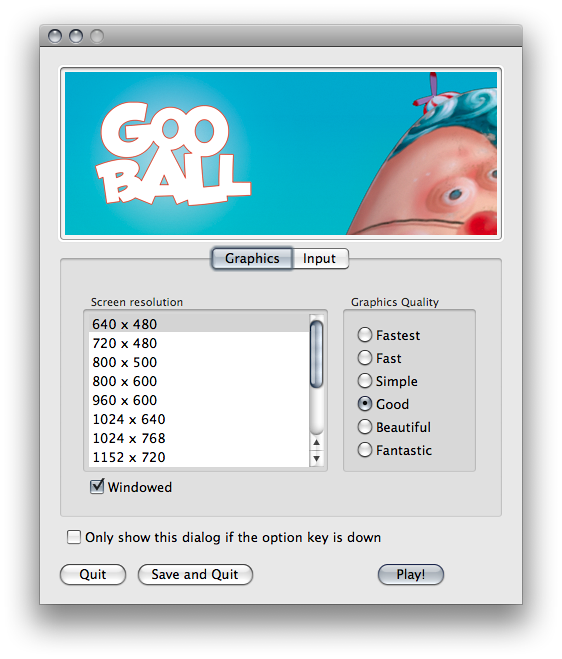 GOO
BALL
Graphics Input
Screen resolution
640 x 480
720 x 480
800 x 500
800 x 600
960 x 600
1024 x 640
1024 x 768
1152 x 720
Windowed
Graphics Quality
Fastest
Fast
Simple
Good
Beautiful
Fantastic
Only show this dialog if the option key is down
Quit Save and Quit Play!